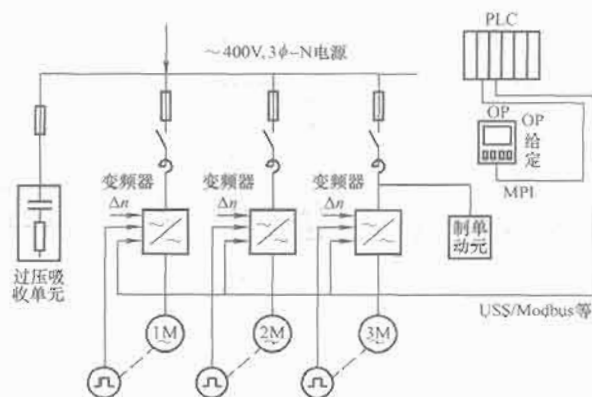 PLC
~400V, 3ϕ-N电源
OP
OP
给
定
MPI
变频器
变频器
变频器
Δn
Δn
Δn
制单
动元
过压吸
收单元
USS/Modbus等
1M
2M
3M